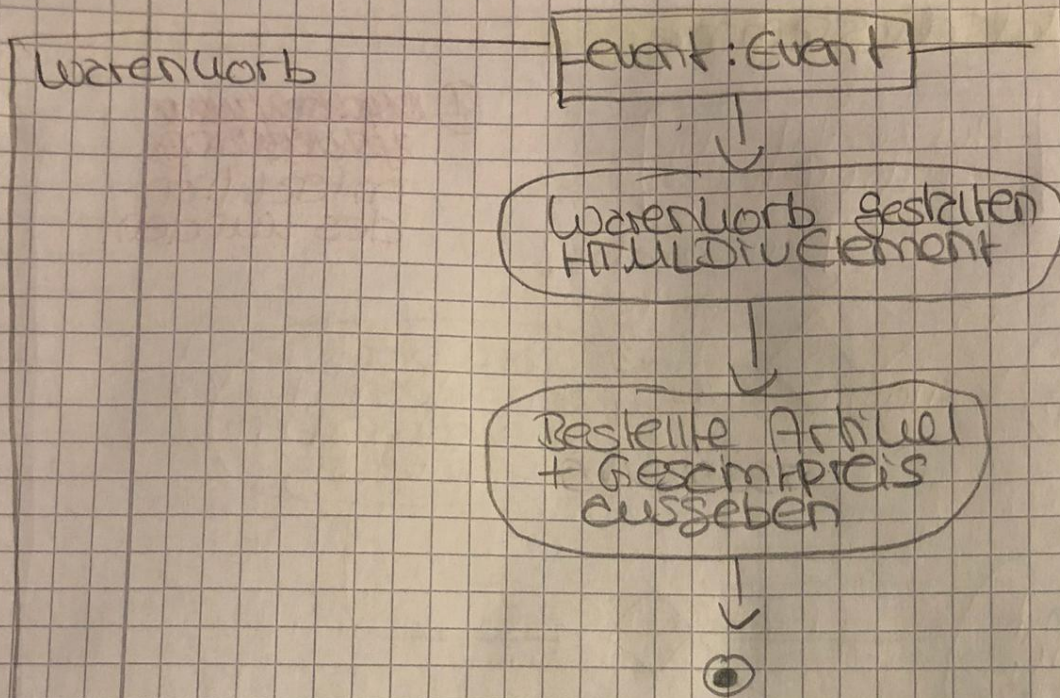 Warenkorb
event: Event
Warenkorb gestalten
HTMLDivElement
Bestellte Artikel
+ Gesamtpreis
ausgeben